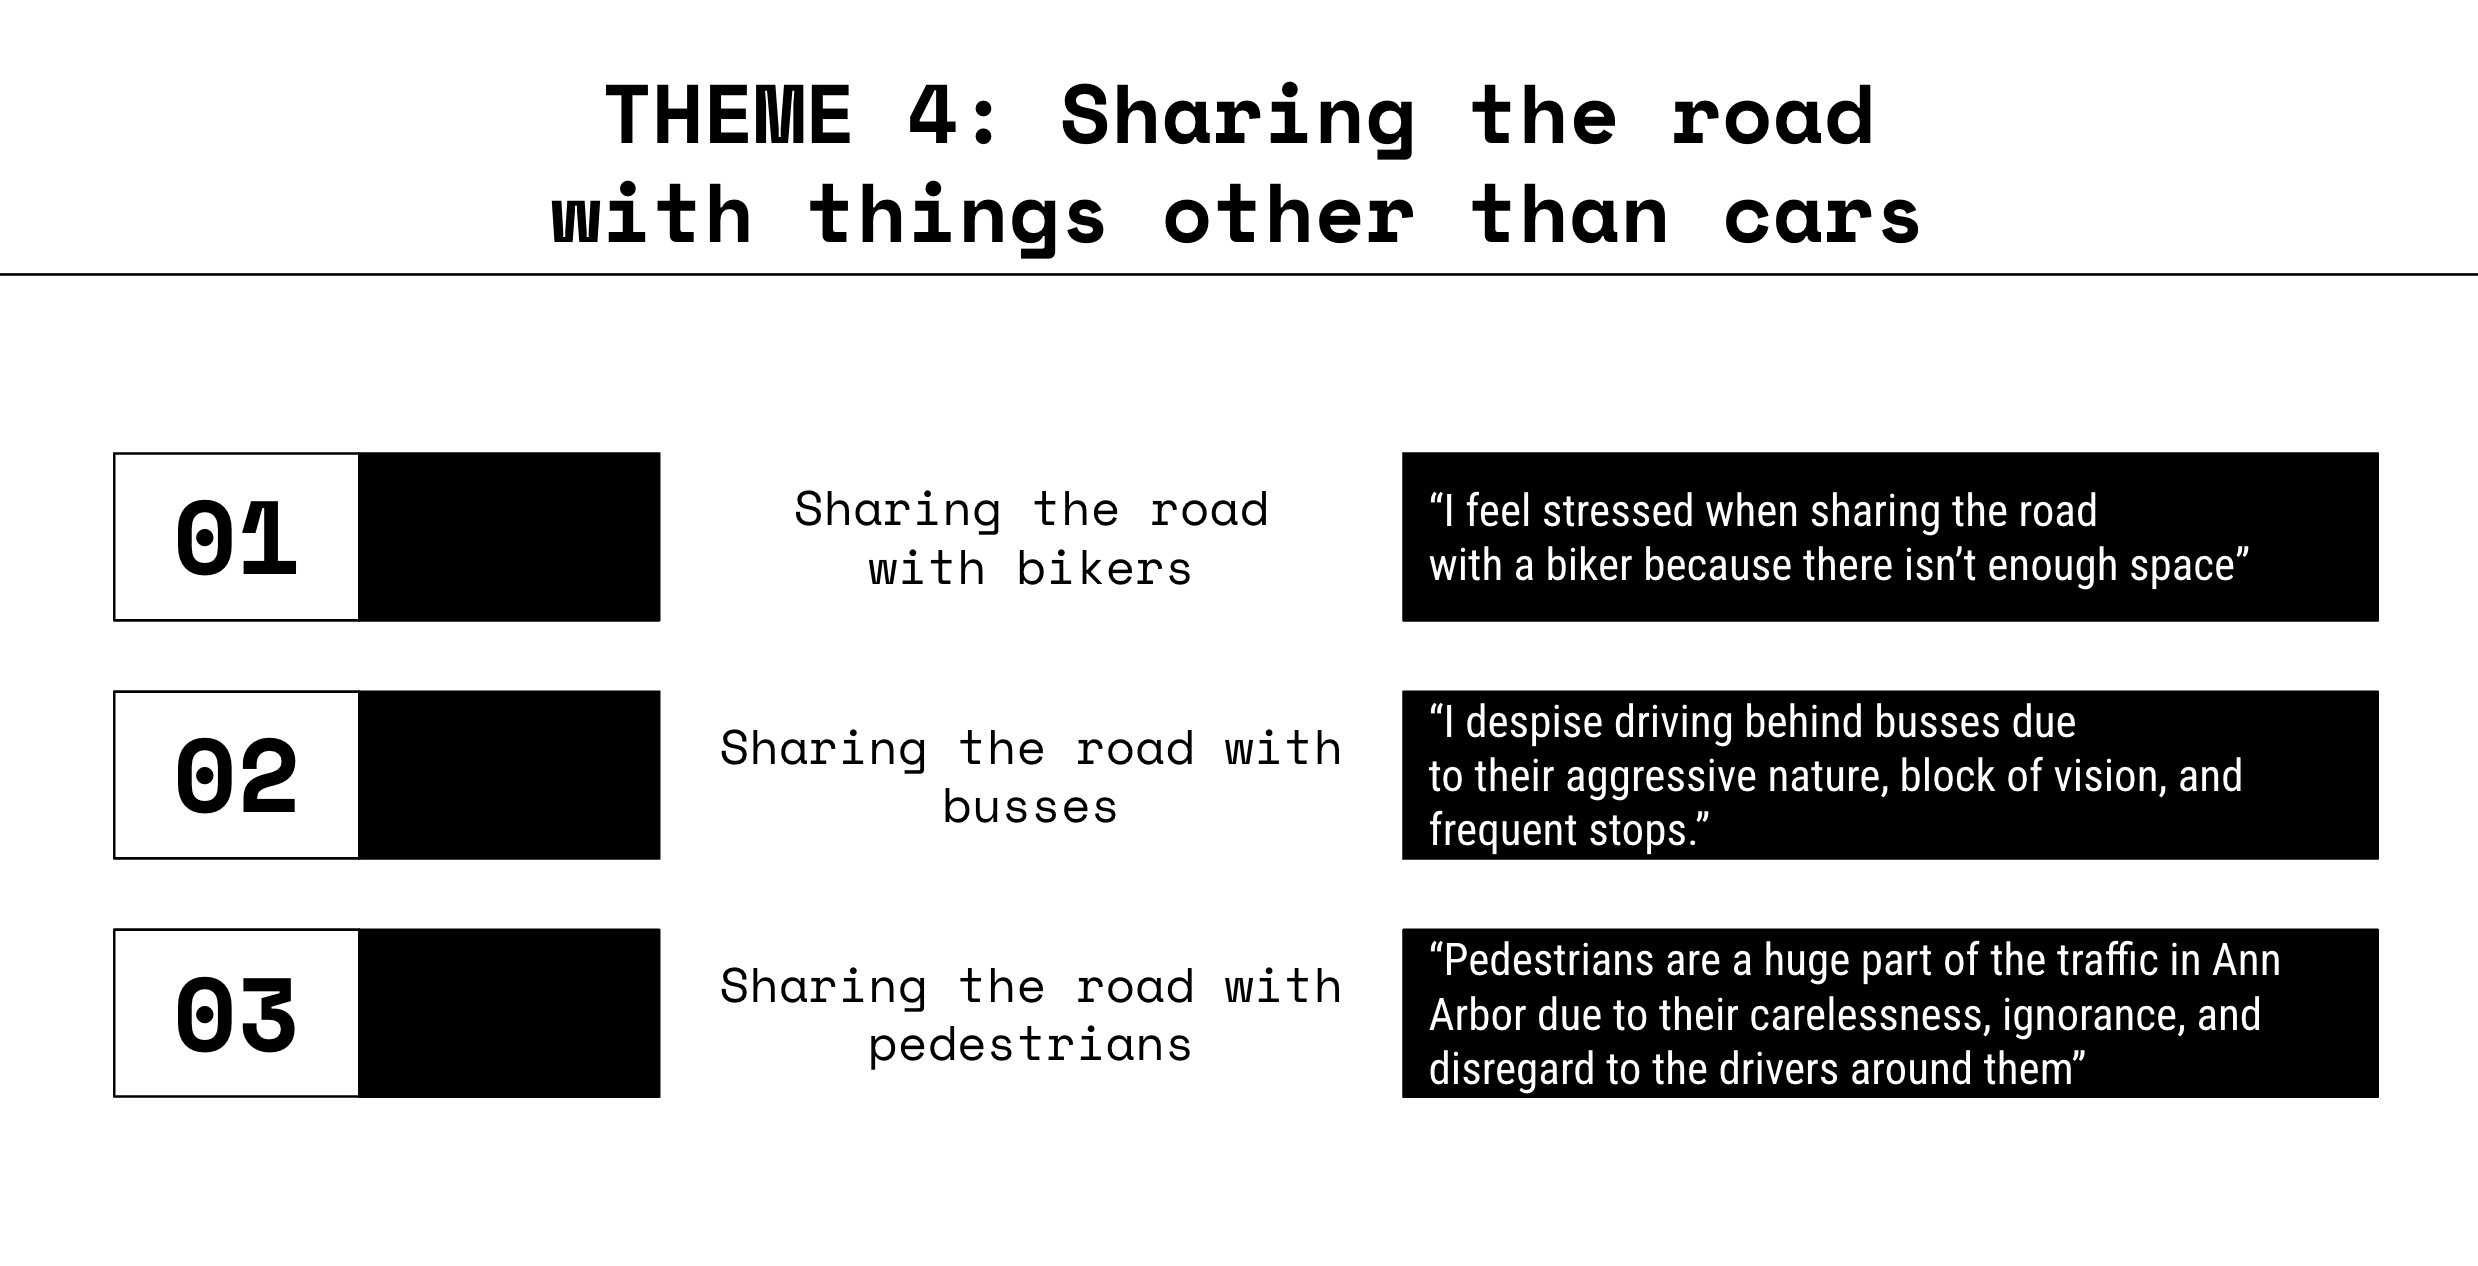 THEME 4: Sharing the road
with things other than cars
01
Sharing the road
with bikers
“I feel stressed when sharing the road
with a biker because there isn’t enough space”
02
Sharing the road with
busses
“I despise driving behind busses due
to their aggressive nature, block of vision, and
frequent stops.”
03
Sharing the road with
pedestrians
“Pedestrians are a huge part of the traffic in Ann
Arbor due to their carelessness, ignorance, and
disregard to the drivers around them”